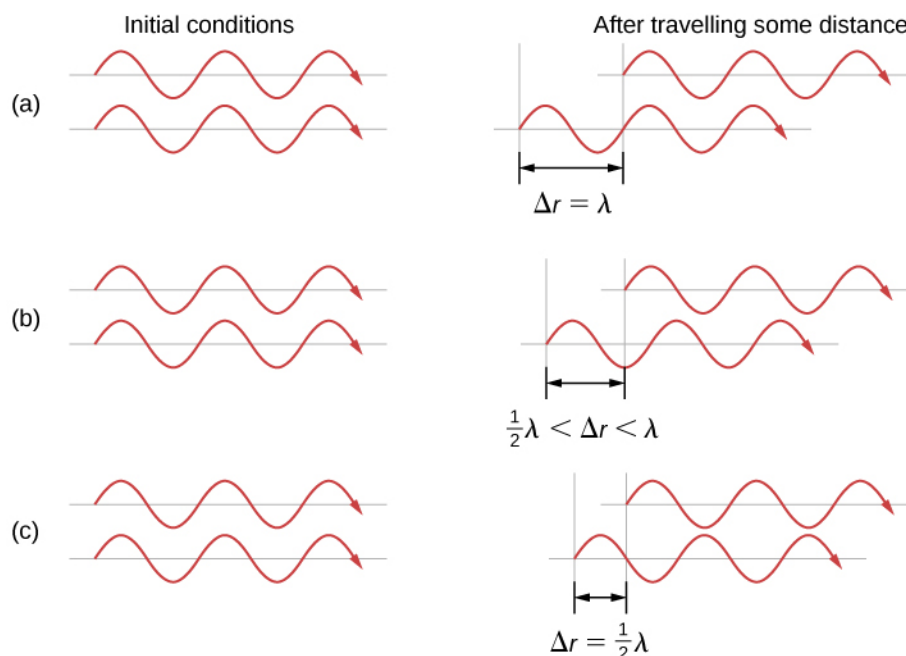 Initial conditions
After travelling some distance
(a)
Δr = λ
(b)
½λ < Δr < λ
(c)
Δr = ½λ